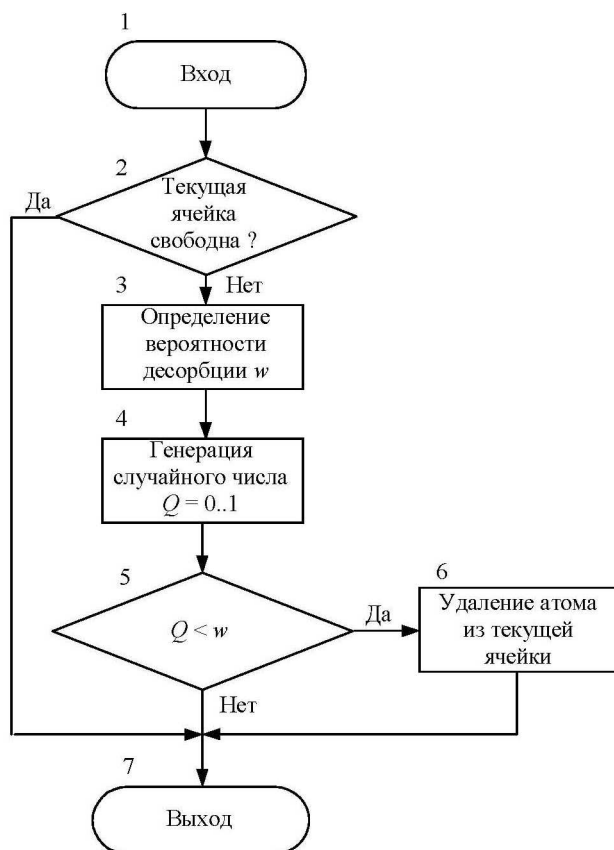 1
Вход
2
Да
Текущая
ячейка
свободна ?
3
Нет
Определение
вероятности
десорбции w
4
Генерация
случайного числа
Q = 0..1
5
Q < w
Да
6
Удаление атома
из текущей
ячейки
Нет
7
Выход